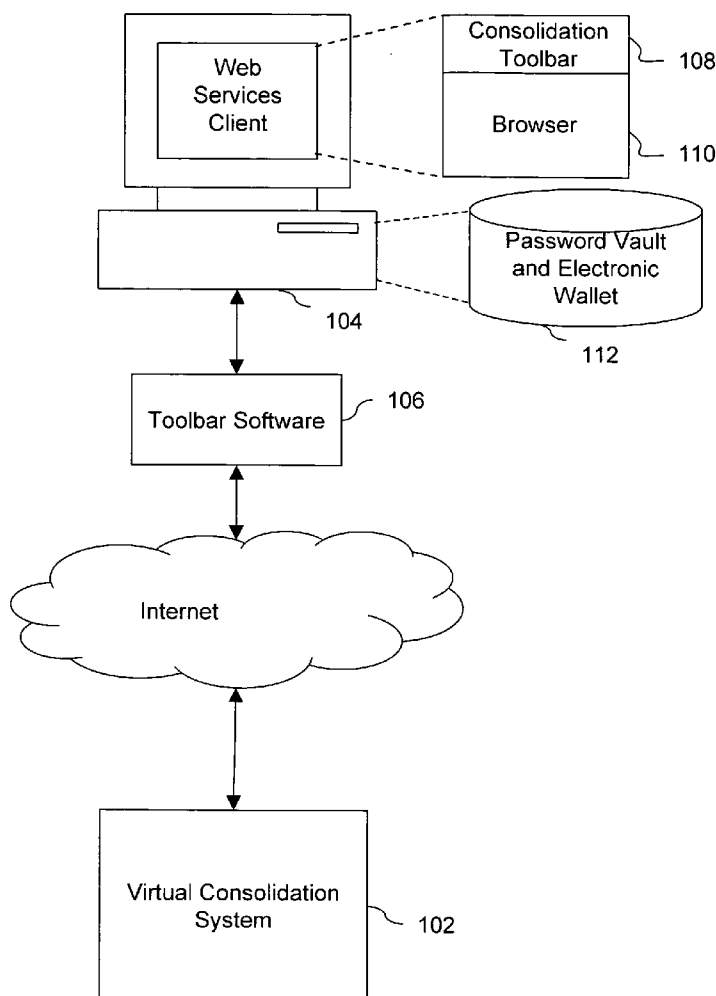 Web
Services
Client
Consolidation
Toolbar
108
Browser
110
Password Vault
and Electronic
Wallet
104
112
Toolbar Software
106
Internet
Virtual Consolidation
System
102